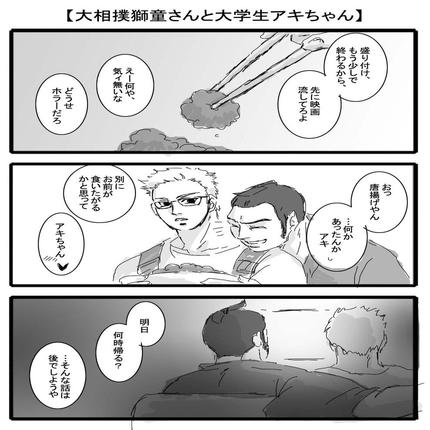 【大相撲獅童さんと大学生アキちゃん】
盛り付け、
もう少しで
終わるから、
先に映画
流してろよ
えー何や、
気ィ無いな
どうせ
ホラーだろ
おっ
唐揚げやん
…何か
あったんか
アキ
別に
お前が
食いたがる
かと思って
アキちゃん
明日
何時帰る？
…そんな話は
後でしようや